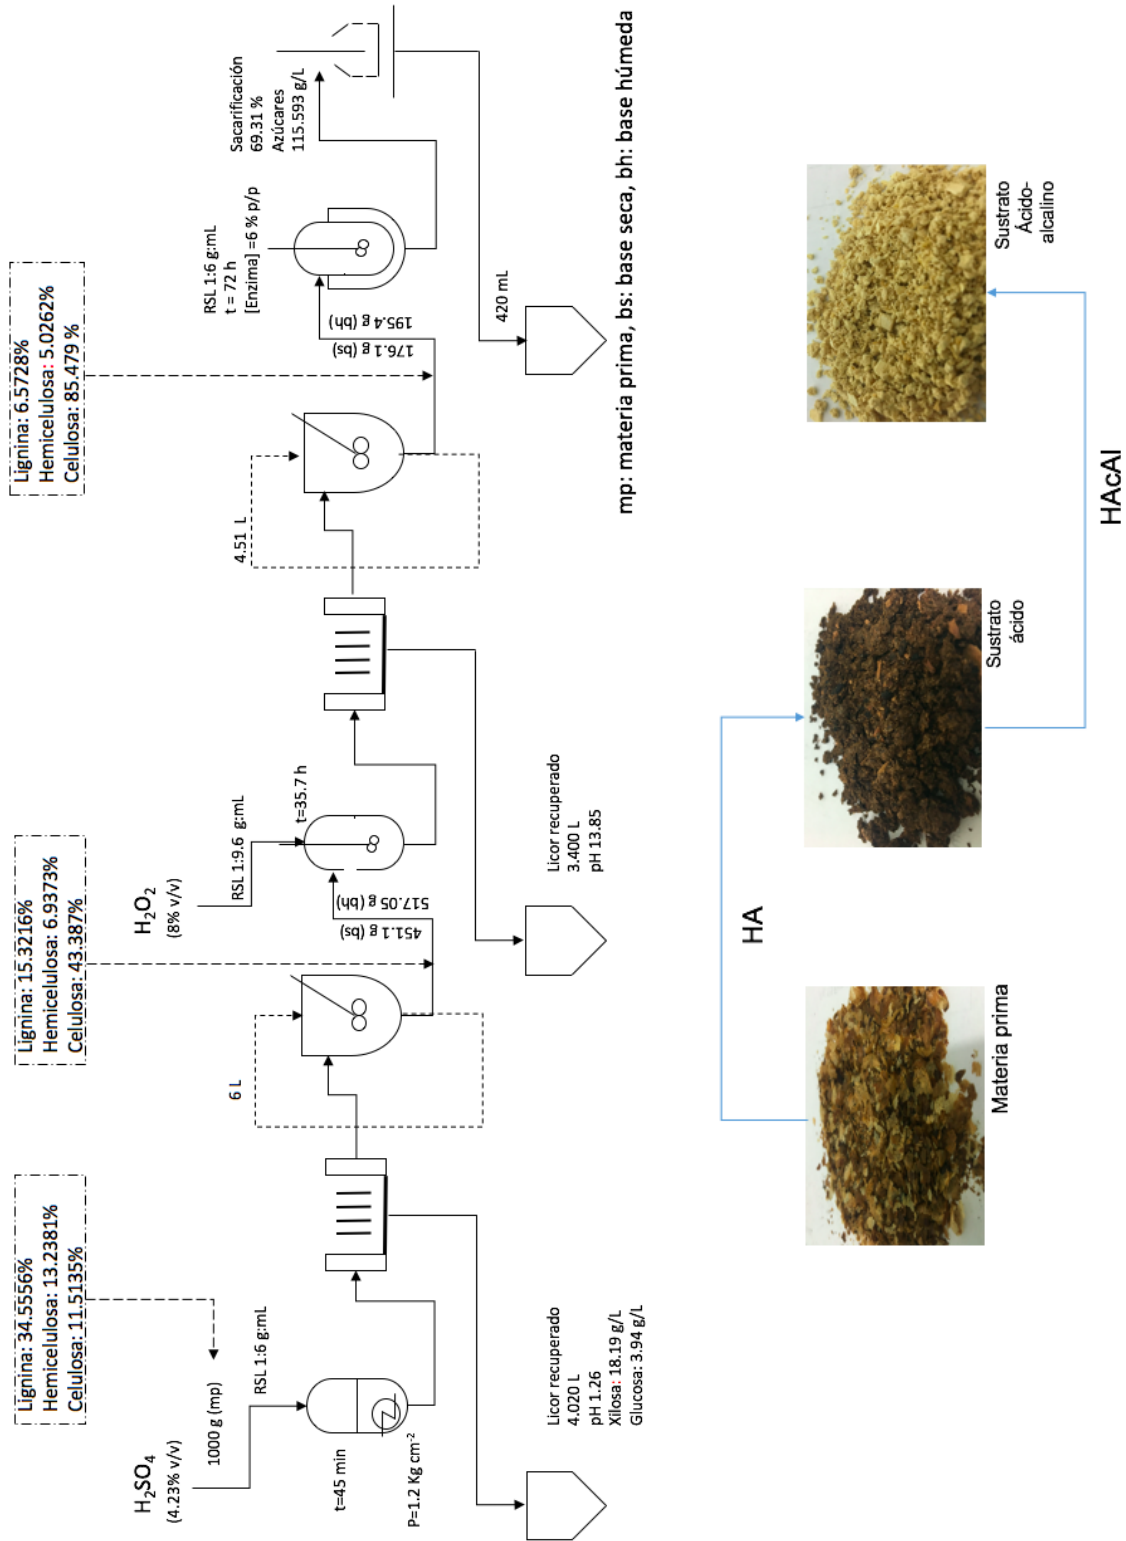 Lignina: 34.5556%
Hemicelulosa: 13.2381%
Celulosa: 11.5135%
Lignina: 15.3216%
Hemicelulosa: 6.9373%
Celulosa: 43.387%
Lignina: 6.5728%
Hemicelulosa: 5.0262%
Celulosa: 85.479 %
H2SO4
(4.23% v/v)
1000 g (mp)
RSL 1:6 g:mL
t=45 min
P=1.2 Kg cm-2
6 L
451.1 g (bs)
517.05 g (bh)
H2O2
(8% v/v)
RSL 1:9.6 g:mL
t=35.7 h
4.51 L
176.1 g (bs)
195.4 g (bh)
RSL 1:6 g:mL
t = 72 h
[Enzima] =6 % p/p
Sacarificación
69.31 %
Azúcares
115.593 g/L
Licor recuperado
4.020 L
pH 1.26
Xilosa: 18.19 g/L
Glucosa: 3.94 g/L
Licor recuperado
3.400 L
pH 13.85
420 mL
mp: materia prima, bs: base seca, bh: base húmeda
HA
Materia prima
Sustrato
ácido
Sustrato
Ácido-
alcalino
HAcAl